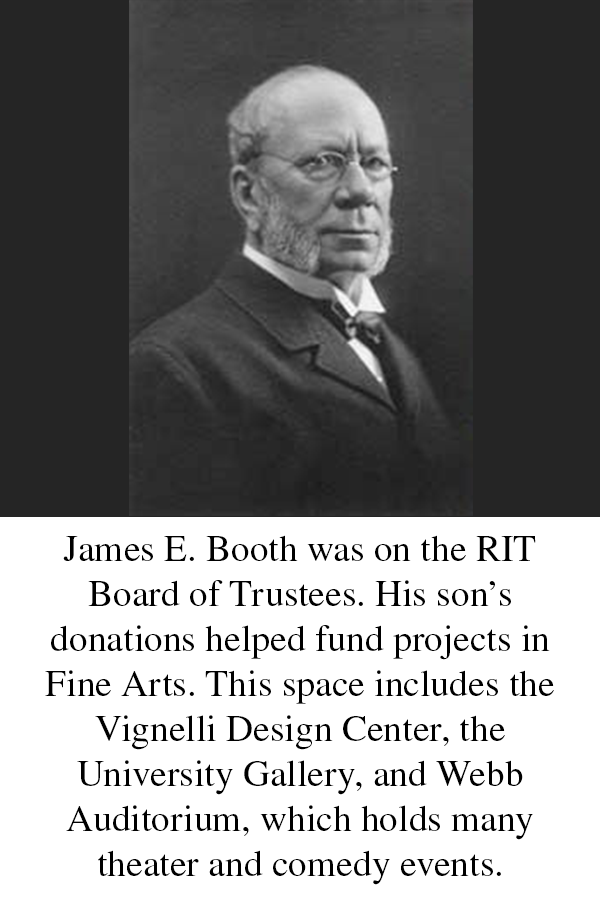 James E. Booth was on the RIT
Board of Trustees. His son’s
donations helped fund projects in
Fine Arts. This space includes the
Vignelli Design Center, the
University Gallery, and Webb
Auditorium, which holds many
theater and comedy events.